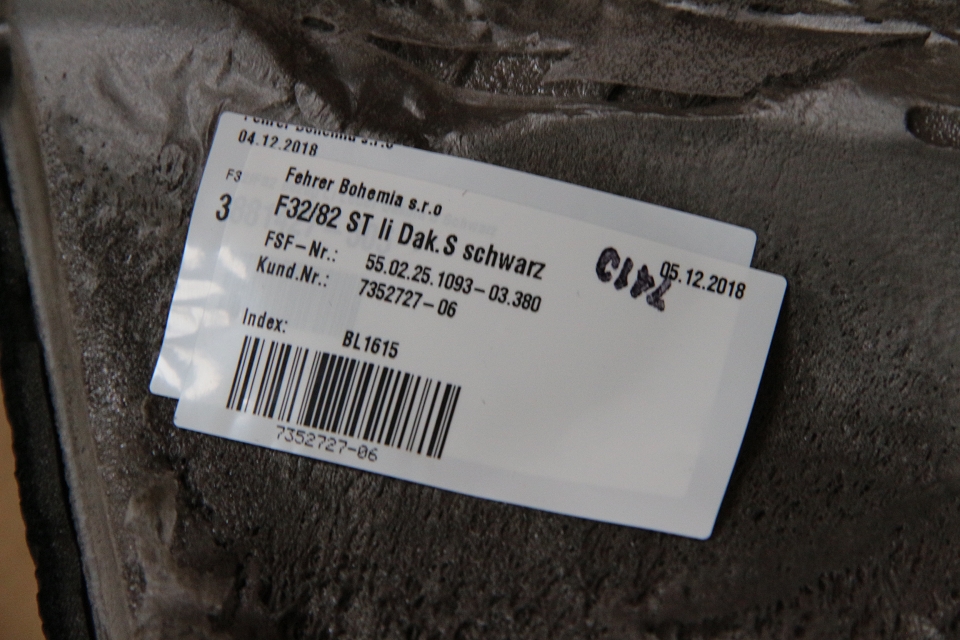 Fehrer Bohemia s.r.o
04.12.2018
FS
3
Fehrer Bohemia s.r.o
05.12.2018
F32/82 ST li Dak.S schwarz
FSF-Nr.: 55.02.25.1093-03.380
Kund.Nr.: 7352727-06
Index: BL1615
7352727-06